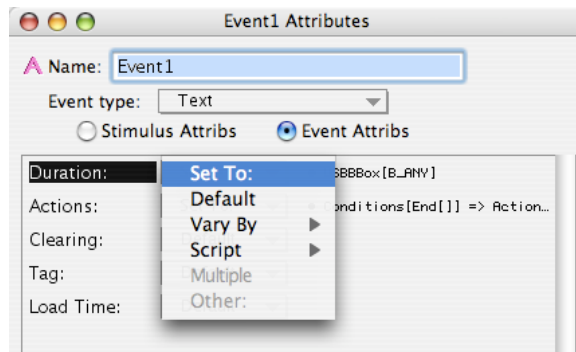 Event1 Attributes
Name: Event1
Event type: Text
Stimulus Attribs Event Attribs
Duration: Set To: SBBBox[B_ANY]
Default
Actions: Conditions[End[]] => Action...
Vary By
Clearing:
Script
Tag: Multiple
Other:
Load Time: